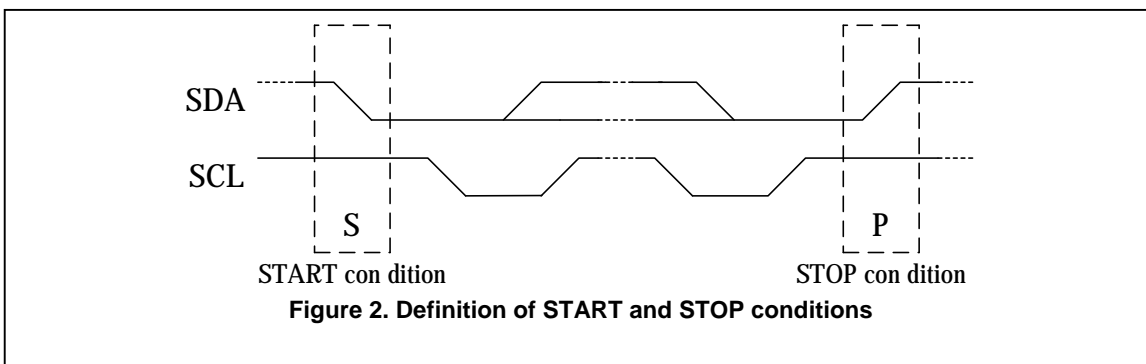 SDA
SCL
S
P
START con dition
STOP con dition
Figure 2. Definition of START and STOP conditions